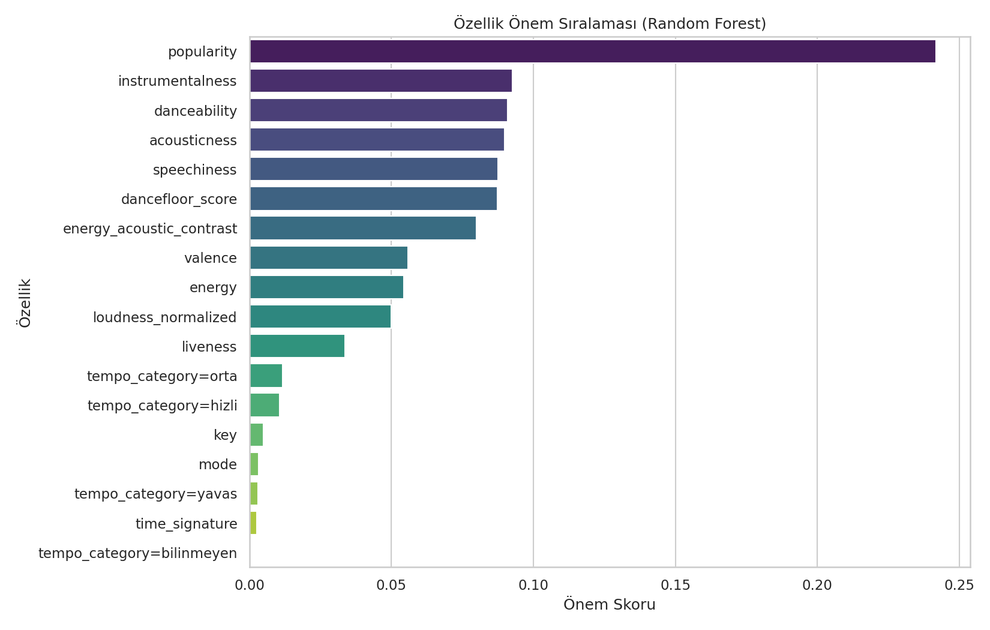 Özellik Önem Sıralaması (Random Forest)
popularity
instrumentalness
danceability
acousticness
speechiness
dancefloor_score
energy_acoustic_contrast
valence
energy
loudness_normalized
liveness
tempo_category=orta
tempo_category=hizli
key
mode
tempo_category=yavas
time_signature
tempo_category=bilinmeyen
Özellik
0.00 0.05 0.10 0.15 0.20 0.25
Önem Skoru